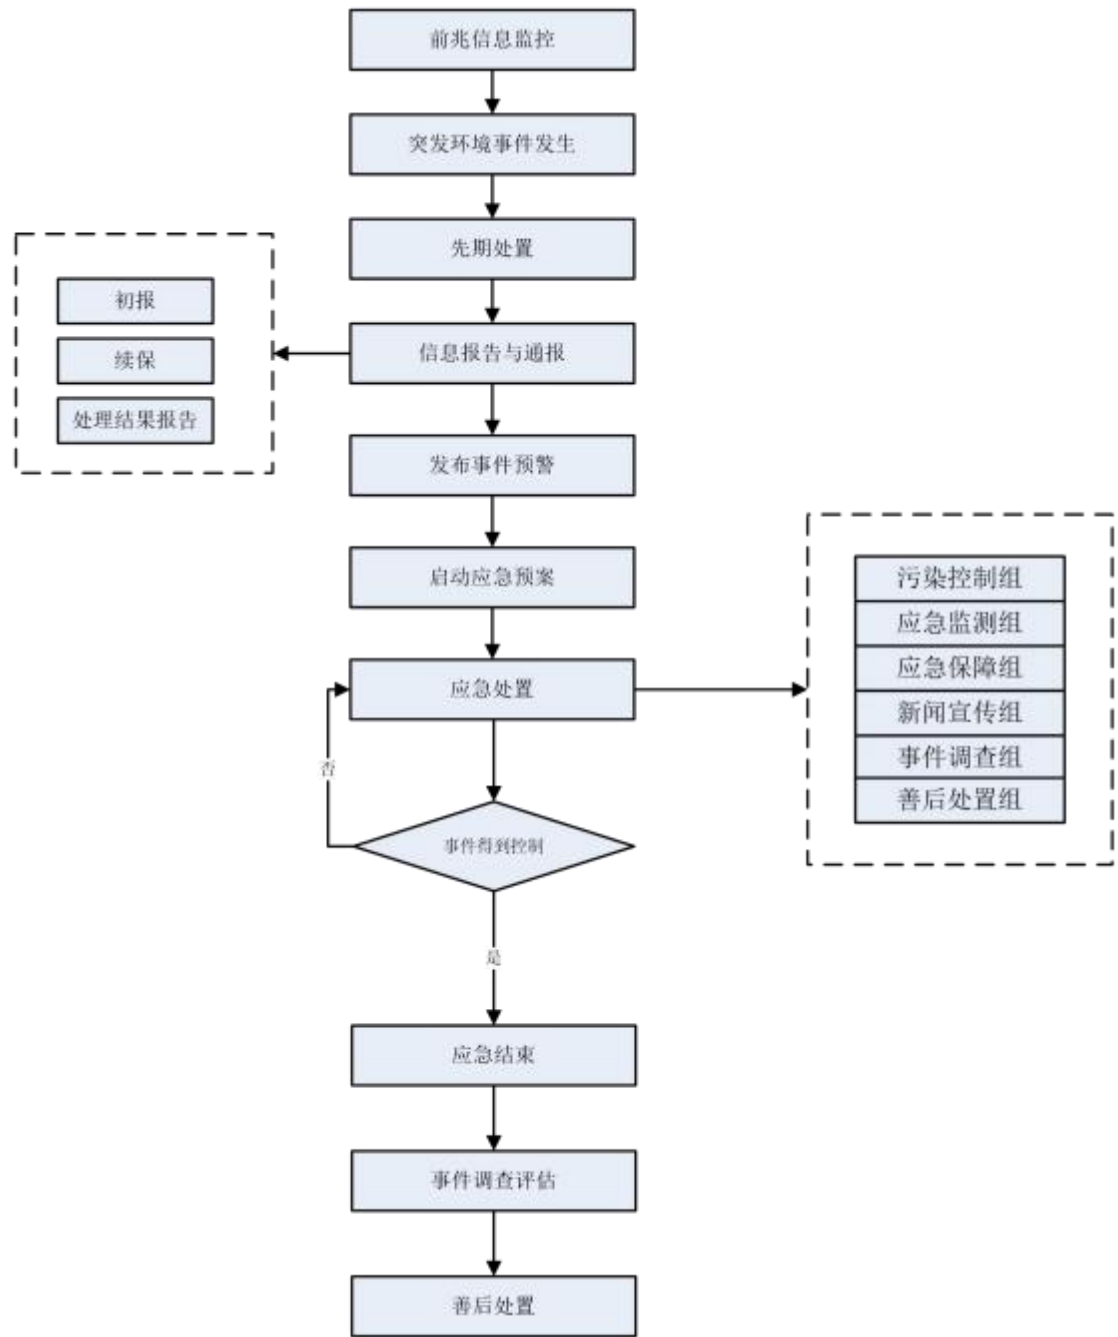 前兆信息监控
突发环境事件发生
先期处置
初报
续保
处理结果报告
信息报告与通报
发布事件预警
启动应急预案
应急处置
污染控制组
应急监测组
应急保障组
新闻宣传组
事件调查组
善后处置组
否
事件得到控制
是
应急结束
事件调查评估
善后处置